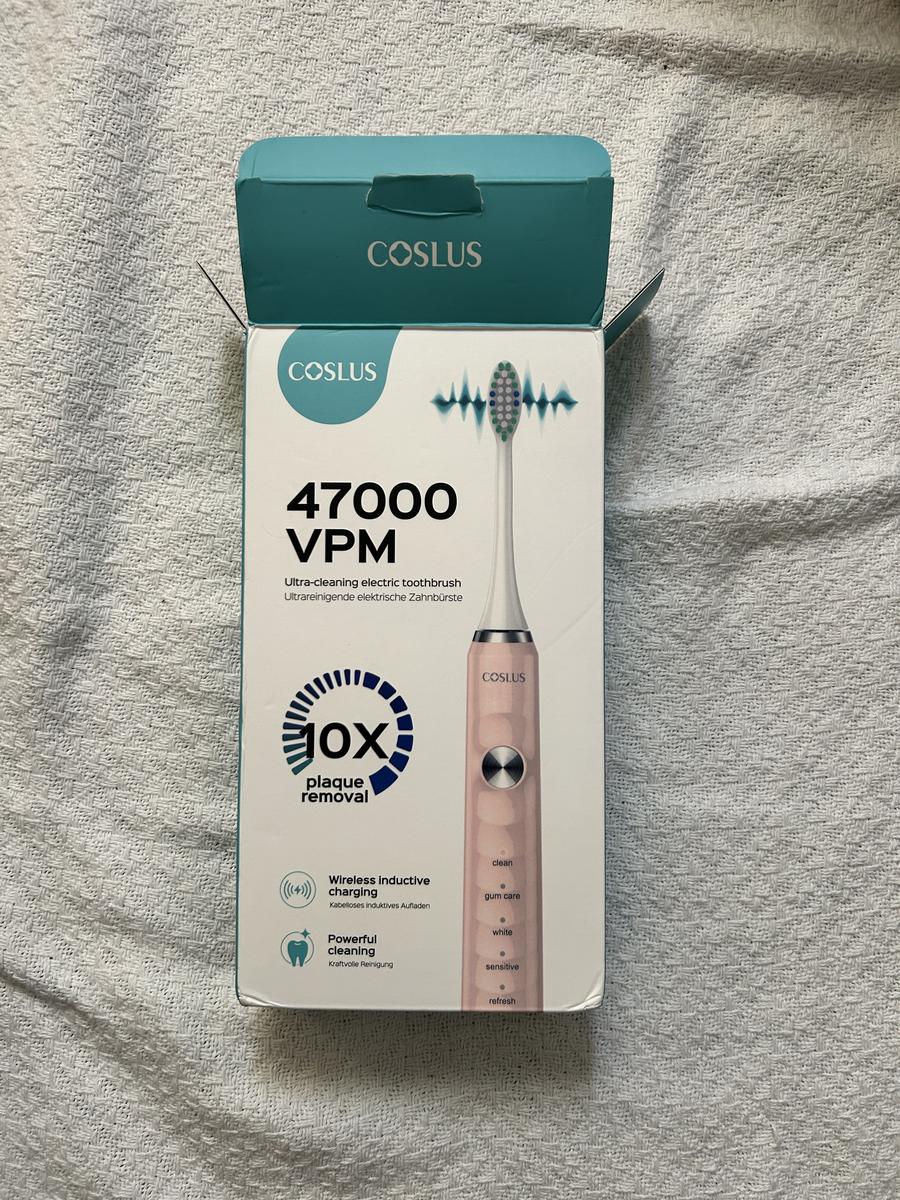 COSLUS
COSLUS
47000
VPM
Ultra-cleaning electric toothbrush
Ultrareinigende elektrische Zahnbürste
COSLUS
10X
plaque
removal
clean
Wireless inductive
charging
Kabelloses induktives Aufladen
gum care
white
Powerful
cleaning
Kraftvolle Reinigung
sensitive
refresh